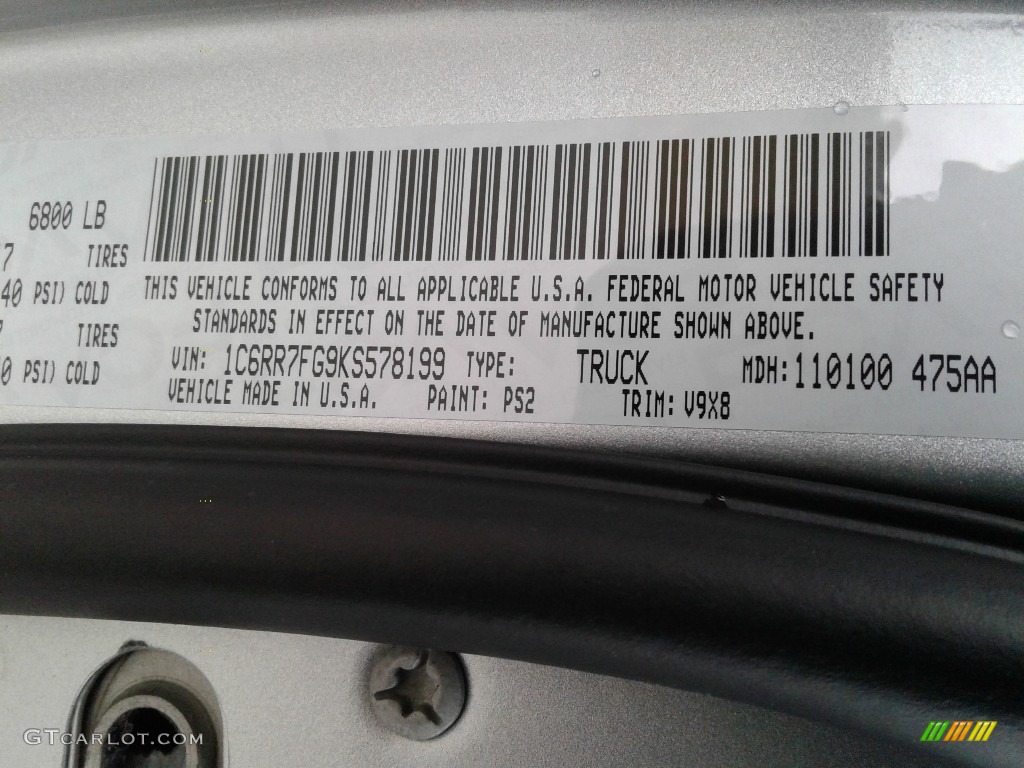 6800 LB
7 TIRES
40 PSI) COLD
THIS VEHICLE CONFORMS TO ALL APPLICABLE U.S.A. FEDERAL MOTOR VEHICLE SAFETY
TIRES
STANDARDS IN EFFECT ON THE DATE OF MANUFACTURE SHOWN ABOVE.
0 PSI) COLD
VIN: 1C6RR7FG9KS578199 TYPE: TRUCK MDH: 110100 475AA
VEHICLE MADE IN U.S.A. PAINT: PS2 TRIM: V9X8
GTCARLOT.COM